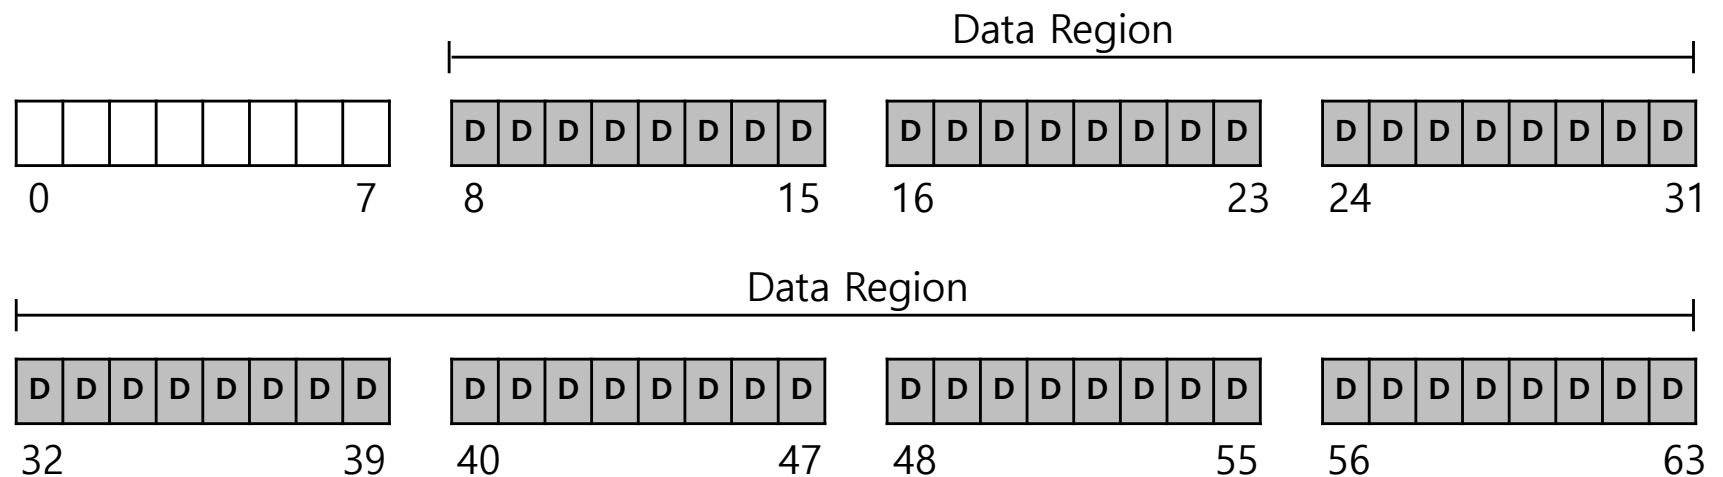 Data Region
D D D D D D D D D D D D D D D D D D D D D D D D
0 7 8 15 16 23 24 31
Data Region
D D D D D D D D D D D D D D D D D D D D D D D D D D D D D D D D
32 39 40 47 48 55 56 63